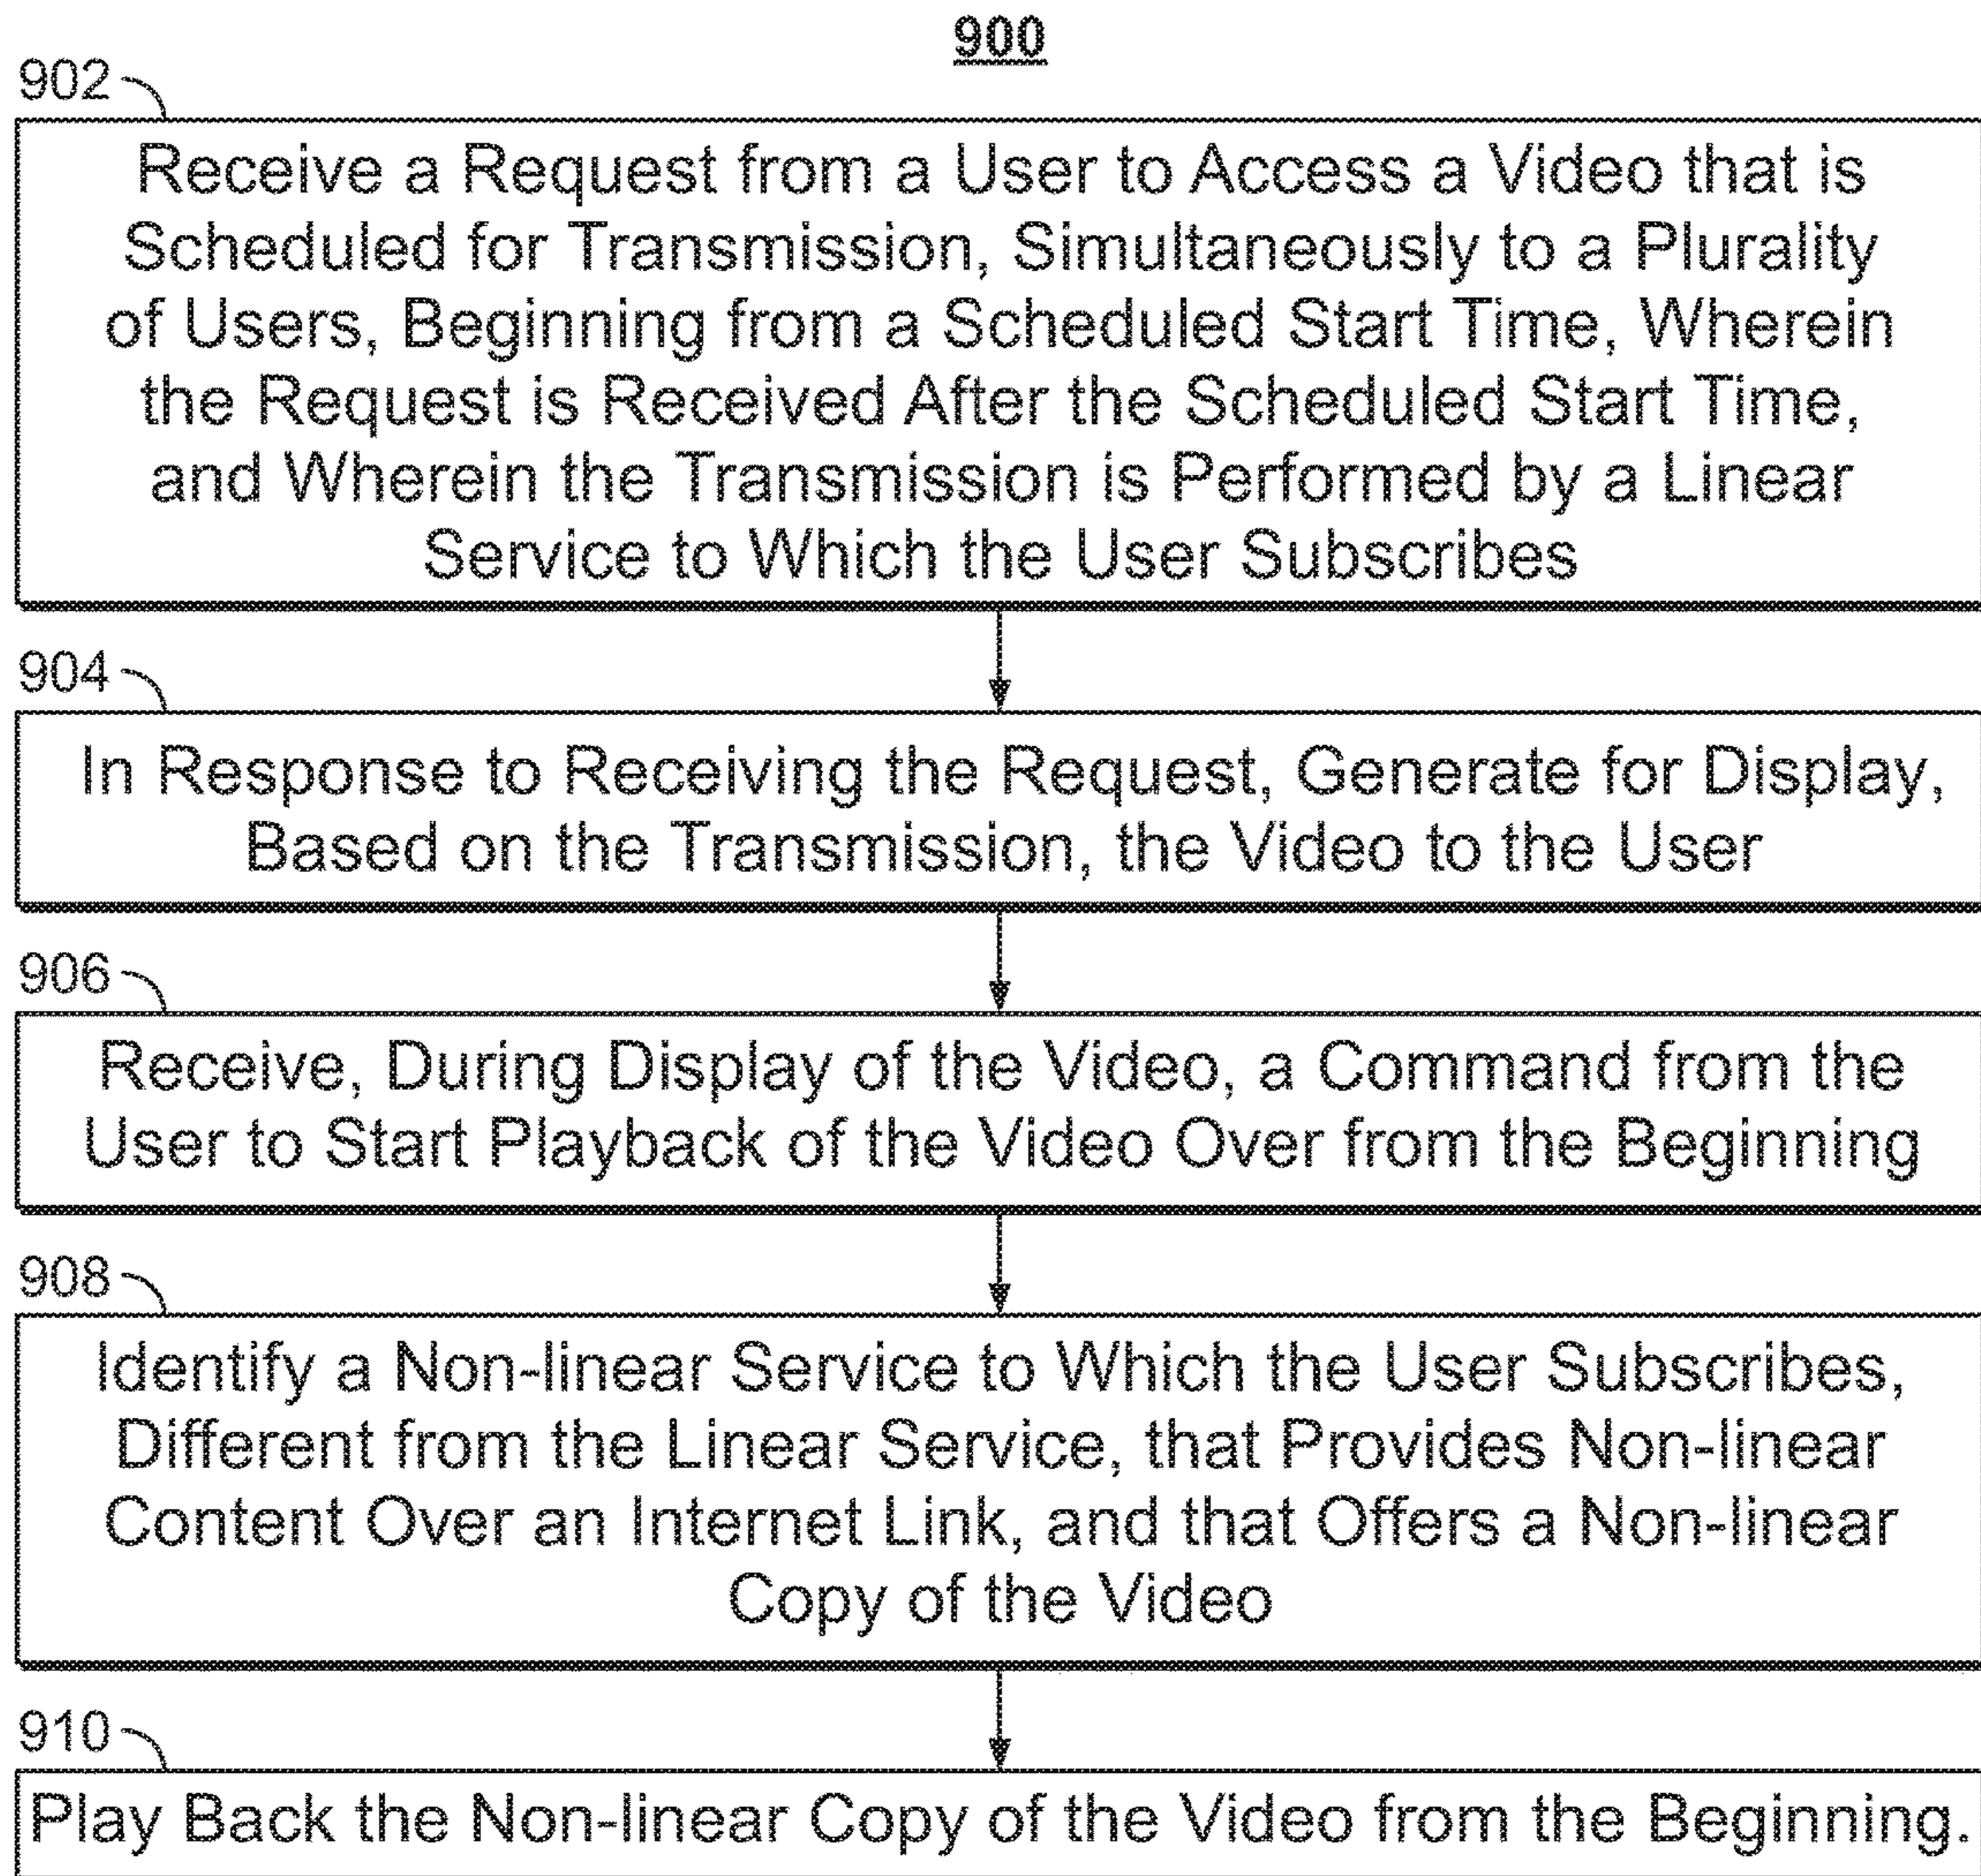 900
902
Receive a Request from a User to Access a Video that is
Scheduled for Transmission, Simultaneously to a Plurality
of Users, Beginning from a Scheduled Start Time, Wherein
the Request is Received After the Scheduled Start Time,
and Wherein the Transmission is Performed by a Linear
Service to Which the User Subscribes
904
In Response to Receiving the Request, Generate for Display,
Based on the Transmission, the Video to the User
906
Receive, During Display of the Video, a Command from the
User to Start Playback of the Video Over from the Beginning
908
Identify a Non-linear Service to Which the User Subscribes,
Different from the Linear Service, that Provides Non-linear
Content Over an Internet Link, and that Offers a Non-linear
Copy of the Video
910
Play Back the Non-linear Copy of the Video from the Beginning.